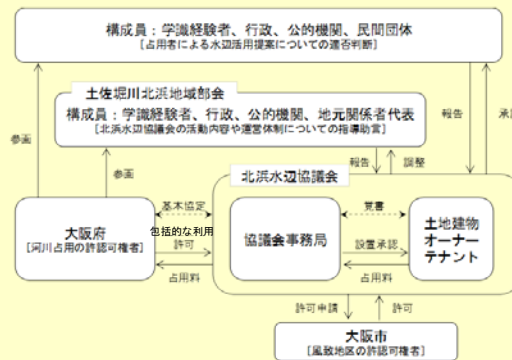 構成員：学識経験者、行政、公的機関、民間団体
[占用者による水辺活用提案についての適否判断]
土佐堀川北浜地域部会
構成員：学識経験者、行政、公的機関、地元関係者代表
[北浜水辺協議会の活動内容や運営体制についての指導助言]
参画
参画
報告
承
報告
調整
北浜水辺協議会
大阪府
[河川占用の許認可権者]
基本協定
包括的な利用
許可
占用料
協議会事務局
覚書
設置承認
占用料
土地建物
オーナー
テナント
許可申請
許可
大阪市
[風致地区の許認可権者]